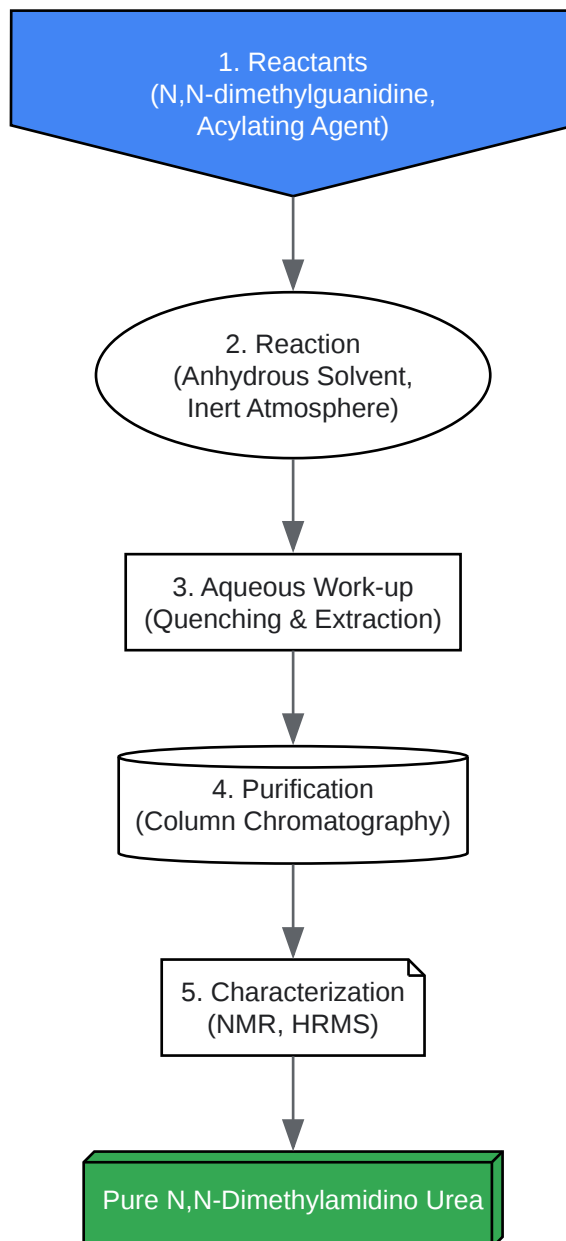 1. Reactants
(N,N-dimethylguanidine,
Acylating Agent)
2. Reaction
(Anhydrous Solvent,
Inert Atmosphere)
3. Aqueous Work-up
(Quenching & Extraction)
4. Purification
(Column Chromatography)
5. Characterization
(NMR, HRMS)
Pure N,N-Dimethylamidino Urea